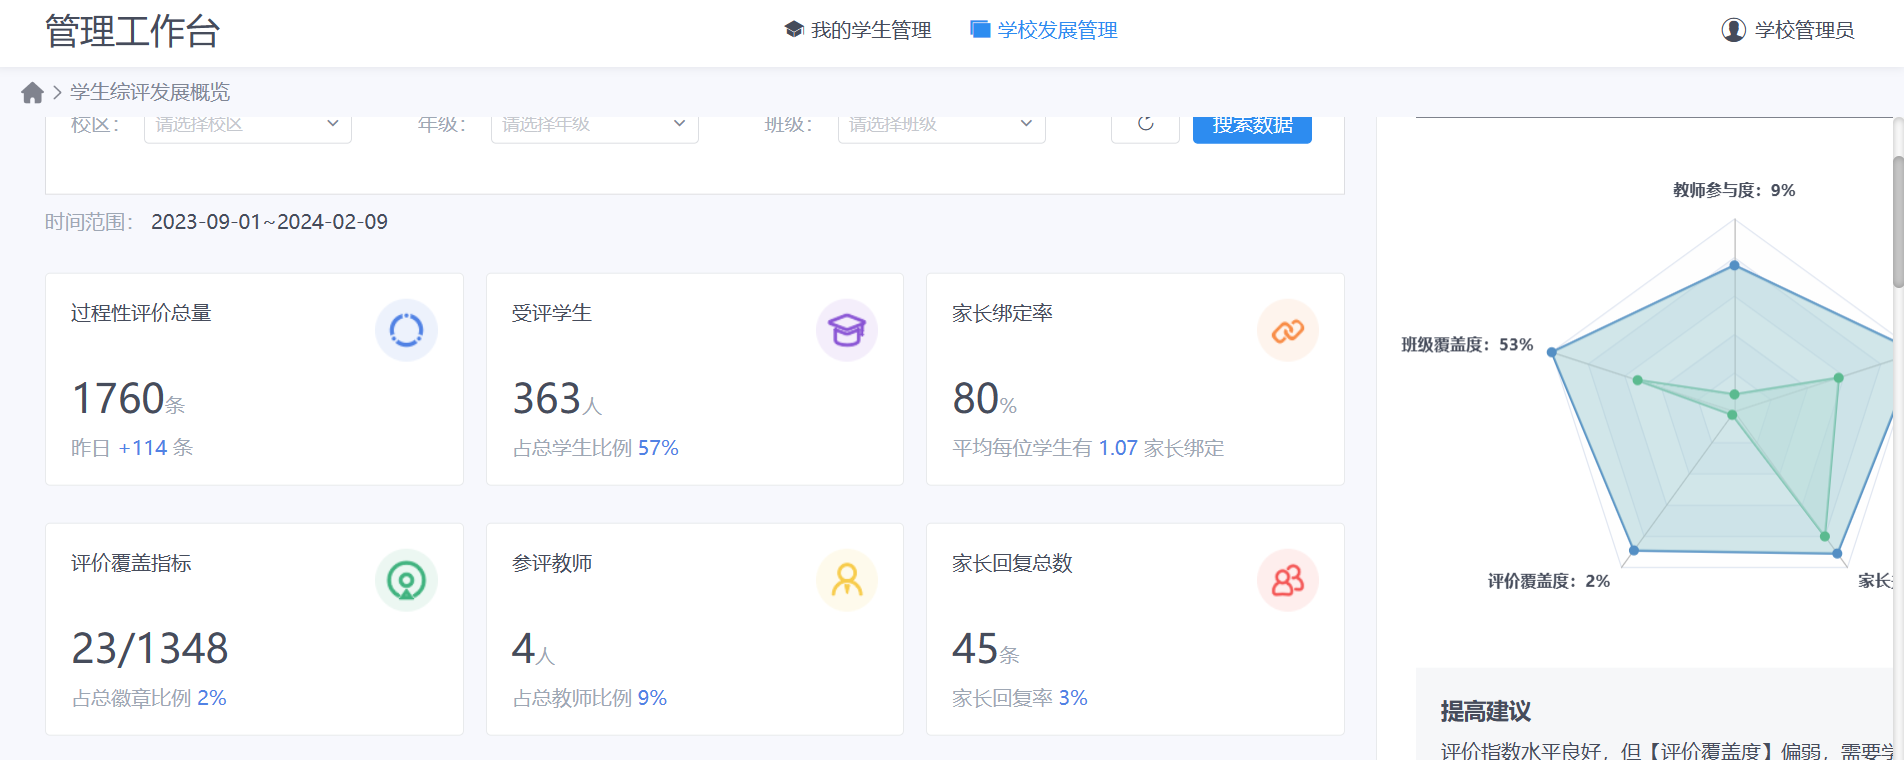 管理工作台
我的学生管理
学校发展管理
学校管理员
学生综评发展概览
校区： 请选择校区
年级： 请选择年级
班级： 请选择班级
搜索数据
时间范围： 2023-09-01~2024-02-09
过程性评价总量
1760条
昨日 +114 条
受评学生
363人
占总学生比例 57%
家长绑定率
80%
平均每位学生有 1.07 家长绑定
评价覆盖指标
23/1348
占总徽章比例 2%
参评教师
4人
占总教师比例 9%
家长回复总数
45条
家长回复率 3%
教师参与度：9%
班级覆盖度：53%
评价覆盖度：2%
家长
提高建议
评价指数水平良好，但【评价覆盖度】偏弱，需要学